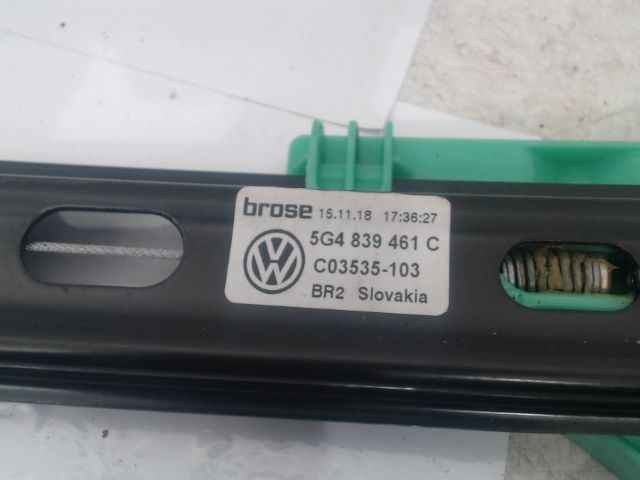 brose 15.11.18 17:36:27
5G4 839 461 C
C03535-103
BR2 Slovakia